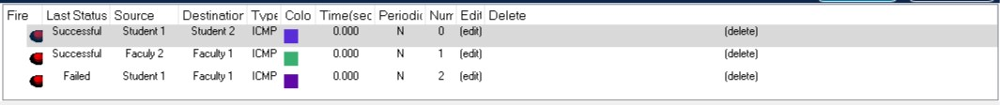 Fire Last Status Source Destination Type Colo Time(sec Periodic Num Edit Delete
Successful Student 1 Student 2 ICMP 0.000 N 0 (edit) (delete)
Successful Faculy 2 Faculty 1 ICMP 0.000 N 1 (edit) (delete)
Failed Student 1 Faculty 1 ICMP 0.000 N 2 (edit) (delete)